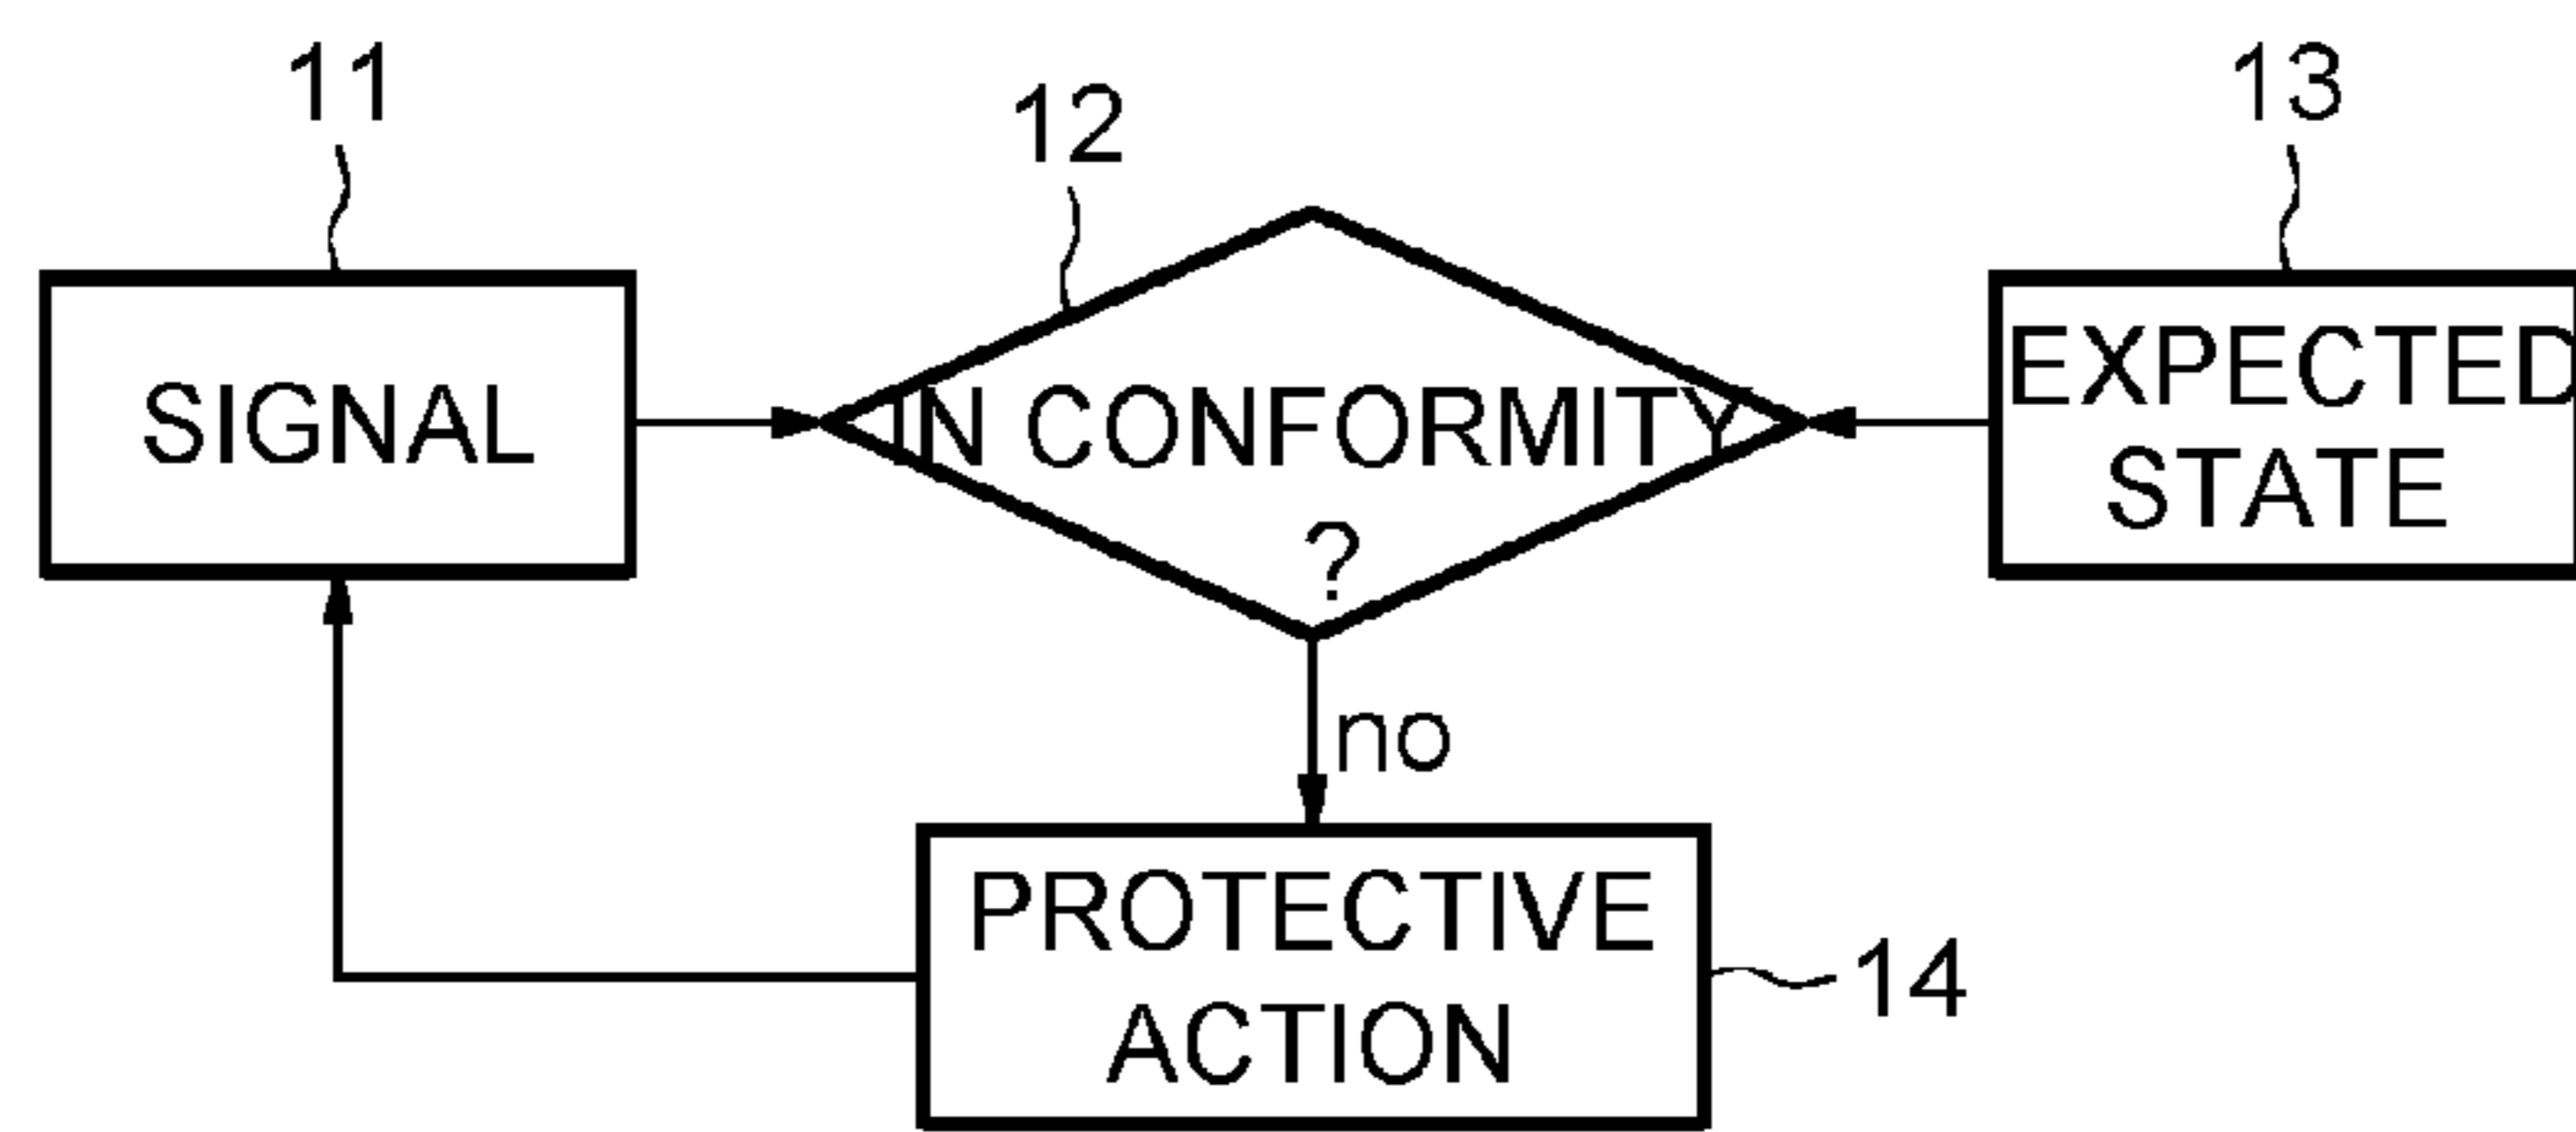 11
12
13
SIGNAL
IN CONFORMITY
?
EXPECTED
STATE
no
PROTECTIVE
ACTION
14